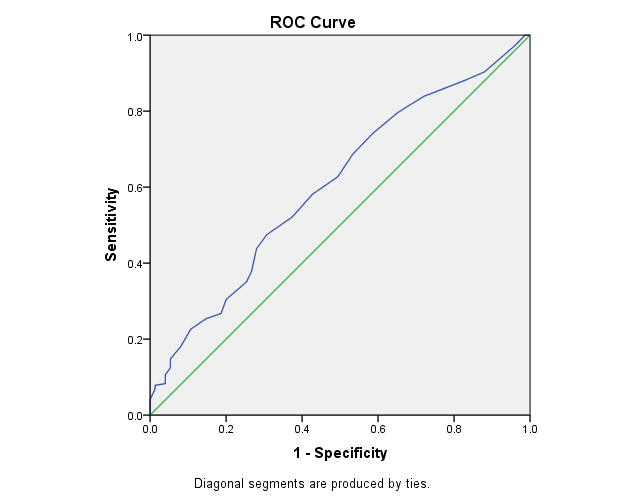 ROC Curve
1.0
0.8
0.6
0.4
0.2
0.0
Sensitivity
0.0 0.2 0.4 0.6 0.8 1.0
1 - Specificity
Diagonal segments are produced by ties.